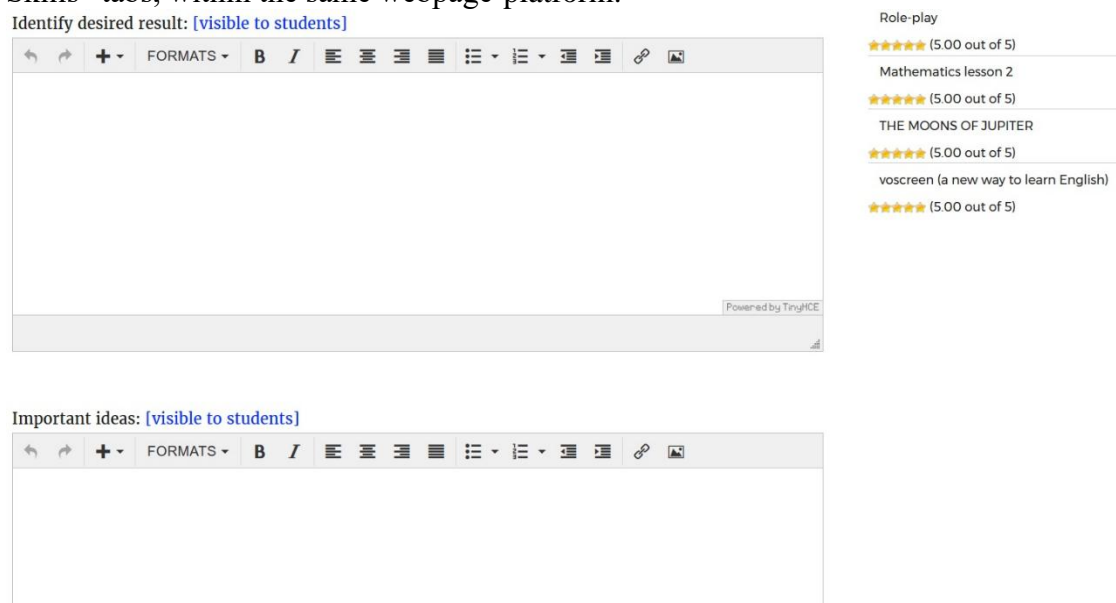 Skills" tabs, within the same webpage-platform.
Identify desired result: [visible to students]
FORMATS B I
Powered by TinyMCE
Important ideas: [visible to students]
FORMATS B I
Role-play
(5.00 out of 5)
Mathematics lesson 2
(5.00 out of 5)
THE MOONS OF JUPITER
(5.00 out of 5)
voscreen (a new way to learn English)
(5.00 out of 5)